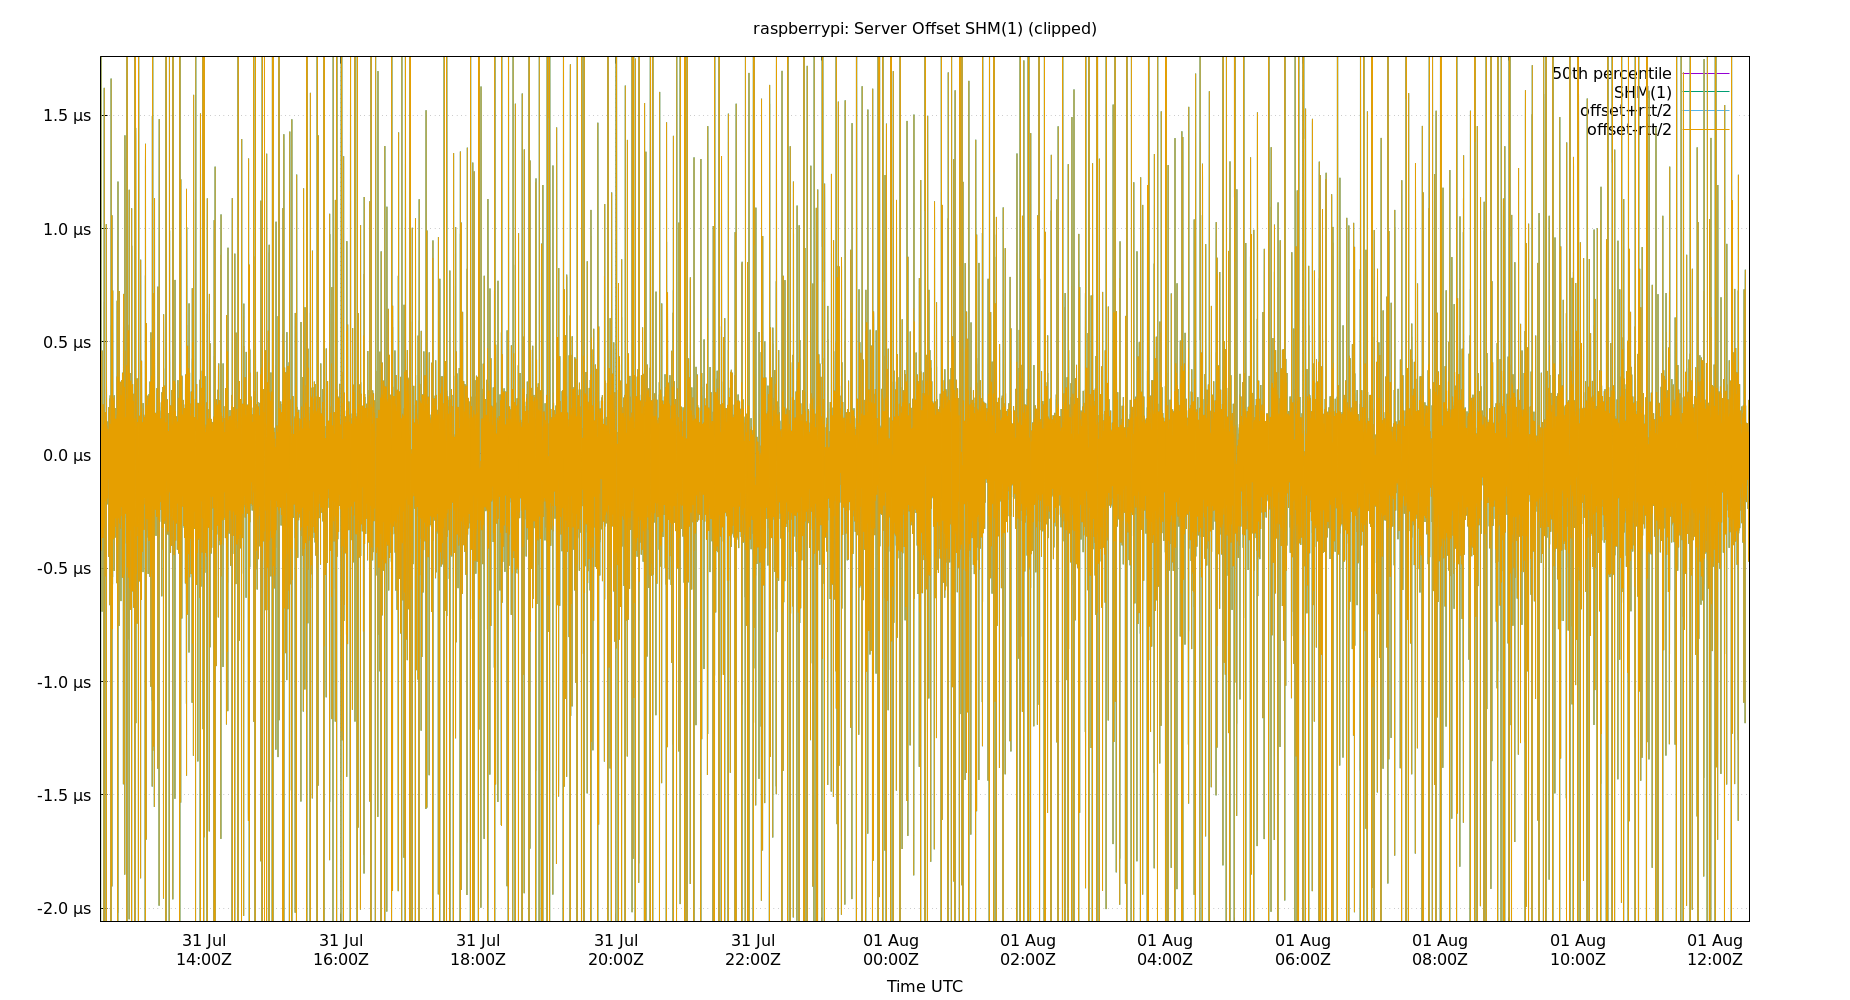 raspberrypi: Server Offset SHM(1) (clipped)
50th percentile
SHM(1)
offset+rtt/2
offset-rtt/2
1.5 µs
1.0 µs
0.5 µs
0.0 µs
-0.5 µs
-1.0 µs
-1.5 µs
-2.0 µs
31 Jul 31 Jul 31 Jul 31 Jul 31 Jul 01 Aug 01 Aug 01 Aug 01 Aug 01 Aug 01 Aug 01 Aug
14:00Z 16:00Z 18:00Z 20:00Z 22:00Z 00:00Z 02:00Z 04:00Z 06:00Z 08:00Z 10:00Z 12:00Z
Time UTC